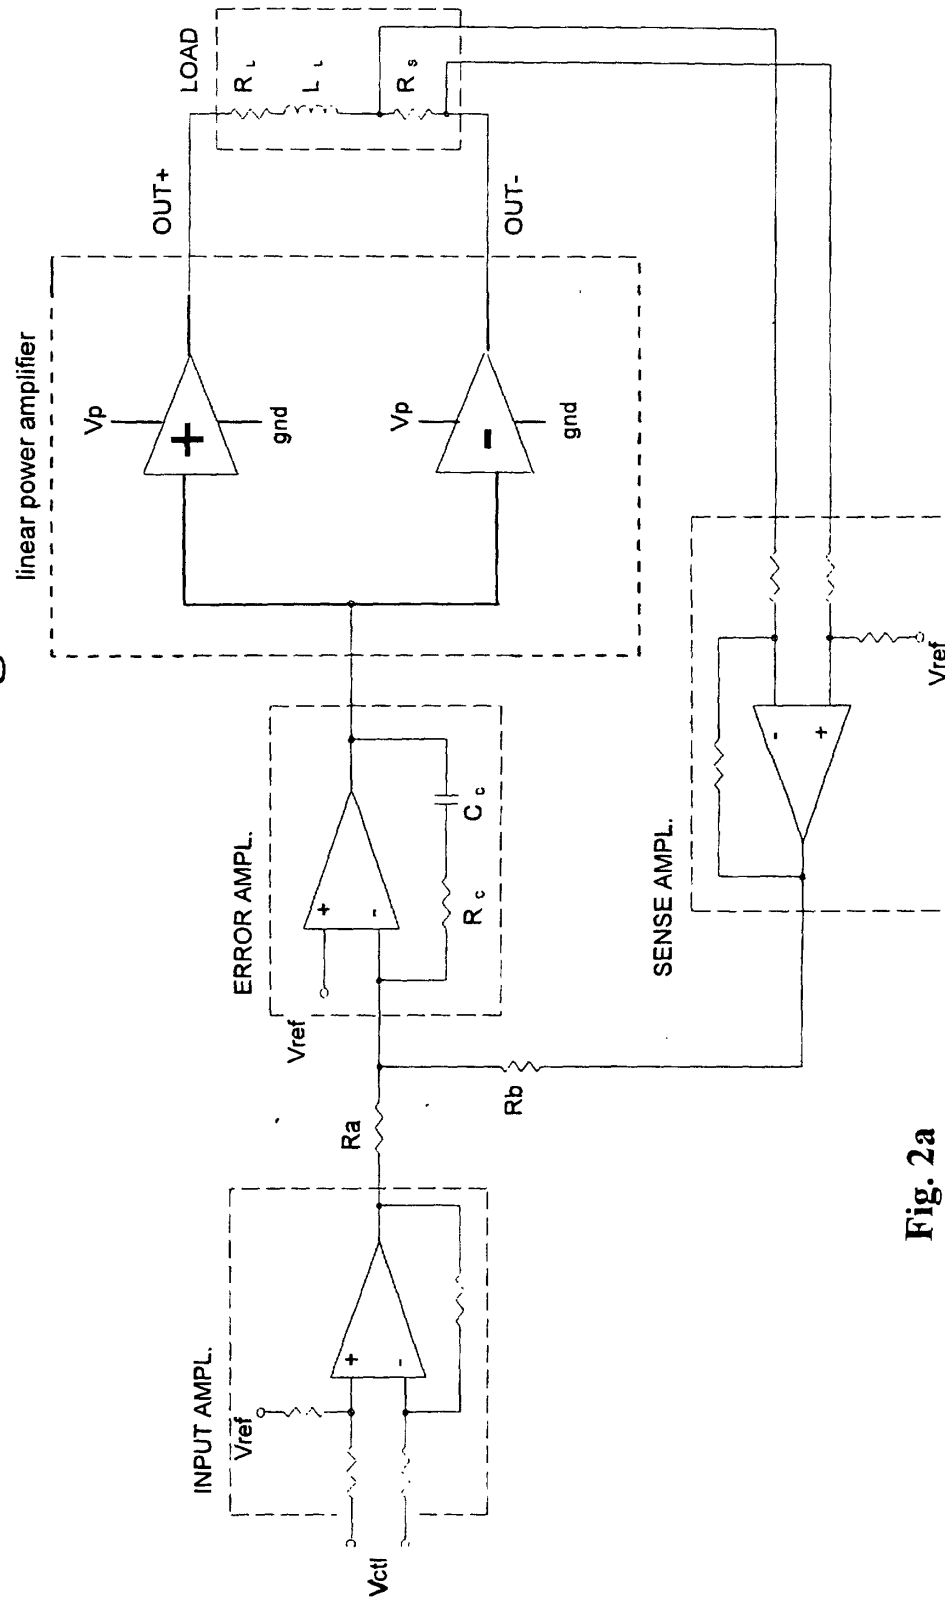 INPUT AMPL.
Vref
Vctl
+
-
Ra
Rb
ERROR AMPL.
Vref
+
-
R c
C c
linear power amplifier
Vp
+
gnd
Vp
-
gnd
OUT+
OUT-
LOAD
R L
L L
R s
SENSE AMPL.
-
+
Vref
Fig. 2a